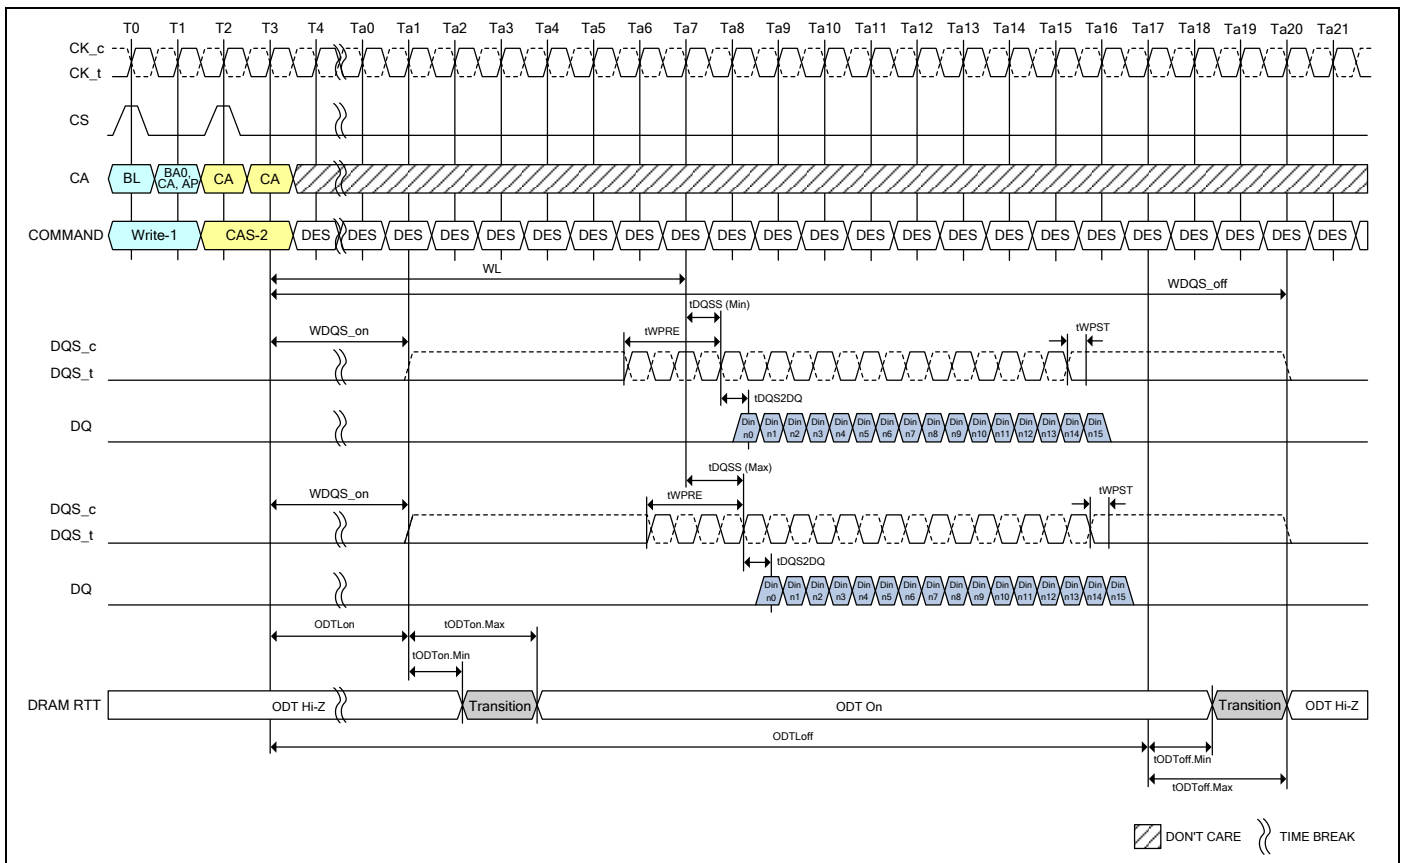 T0 T1 T2 T3 T4 Ta0 Ta1 Ta2 Ta3 Ta4 Ta5 Ta6 Ta7 Ta8 Ta9 Ta10 Ta11 Ta12 Ta13 Ta14 Ta15 Ta16 Ta17 Ta18 Ta19 Ta20 Ta21
CK_c
CK_t
CS
CA BL BA0, CA, AP CA CA
COMMAND Write-1 CAS-2 DES DES DES DES DES DES DES DES DES DES DES DES DES DES DES DES DES DES DES DES DES DES DES
WL
WDQS_off
tDQSS (Min)
WDQS_on tWPRE tWPST
DQS_c
DQS_t
tDQS2DQ
DQ
Din Din Din Din Din Din Din Din Din Din Din Din Din Din Din Din
n0 n1 n2 n3 n4 n5 n6 n7 n8 n9 n10 n11 n12 n13 n14 n15
tDQSS (Max)
WDQS_on tWPRE tWPST
DQS_c
DQS_t
tDQS2DQ
DQ
Din Din Din Din Din Din Din Din Din Din Din Din Din Din Din Din
n0 n1 n2 n3 n4 n5 n6 n7 n8 n9 n10 n11 n12 n13 n14 n15
ODTLon tODTon.Max
tODTon.Min
DRAM RTT ODT Hi-Z Transition ODT On Transition ODT Hi-Z
ODTLoff
tODToff.Min
tODToff.Max
DON'T CARE TIME BREAK